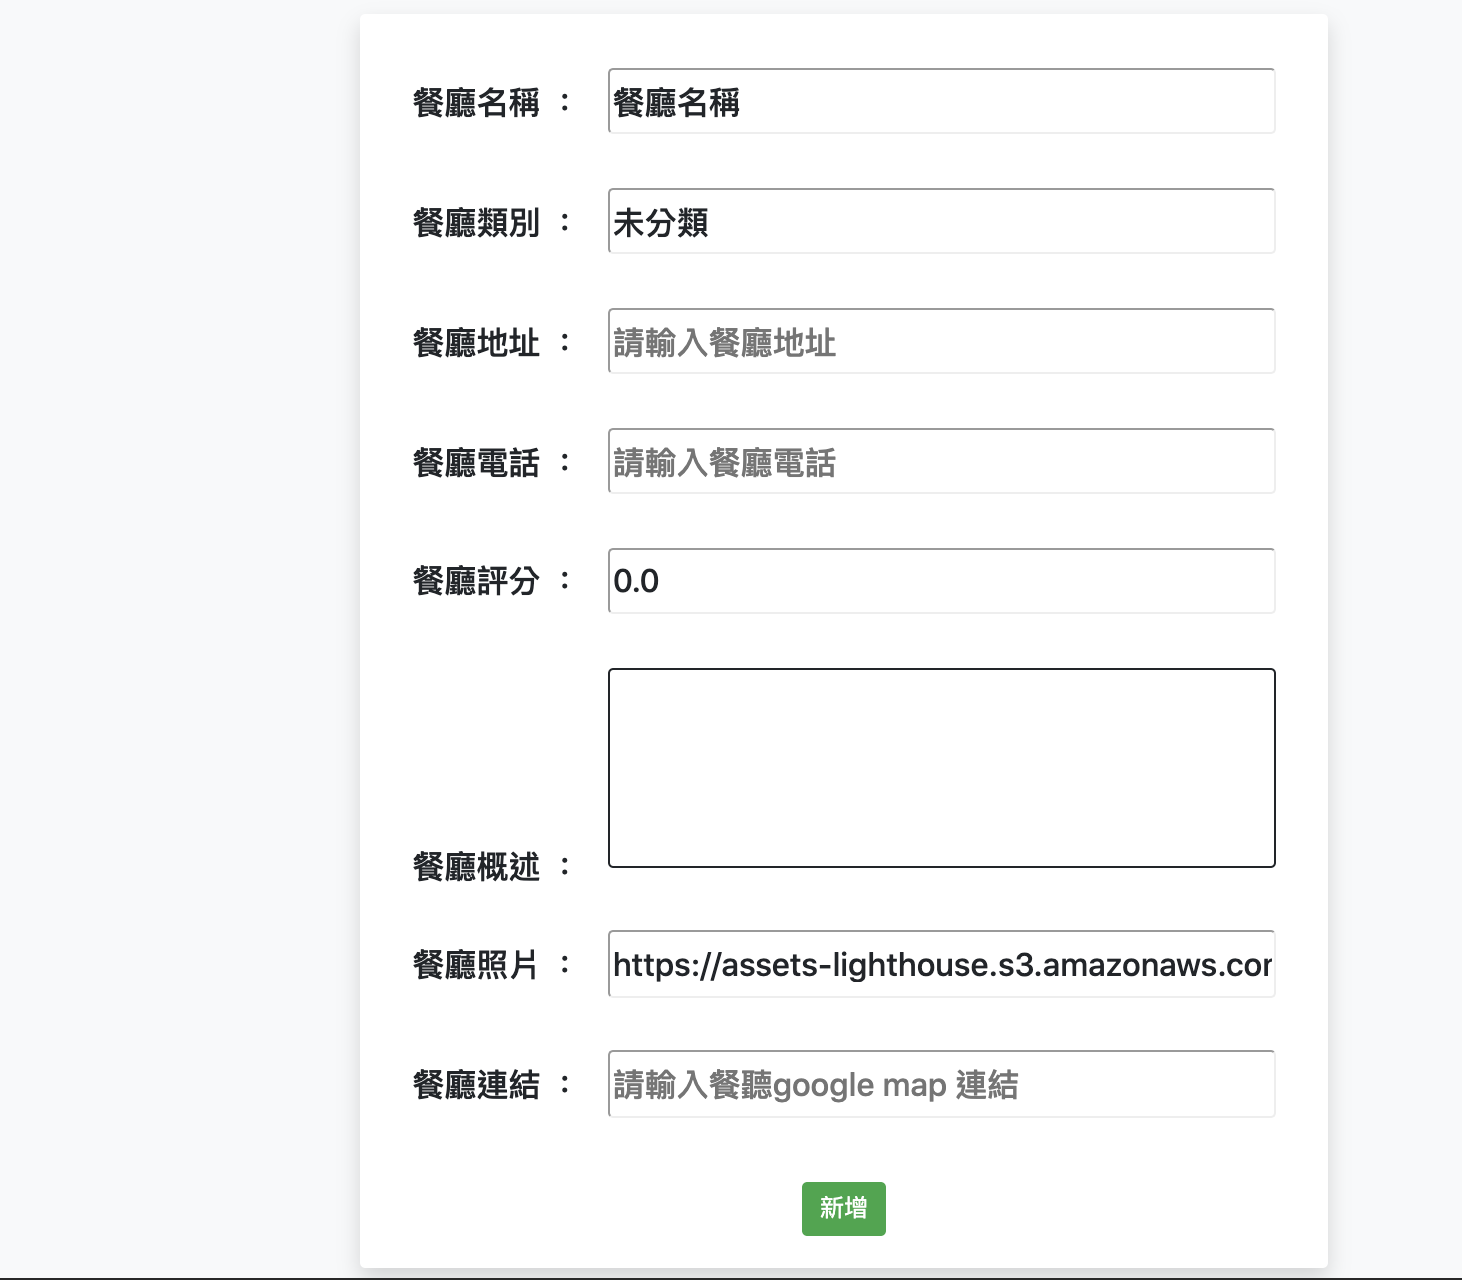 餐廳名稱 ： 餐廳名稱
餐廳類別 ： 未分類
餐廳地址 ： 請輸入餐廳地址
餐廳電話 ： 請輸入餐廳電話
餐廳評分 ： 0.0
餐廳概述 ：
餐廳照片 ： https://assets-lighthouse.s3.amazonaws.cor
餐廳連結 ： 請輸入餐聽google map 連結
新增